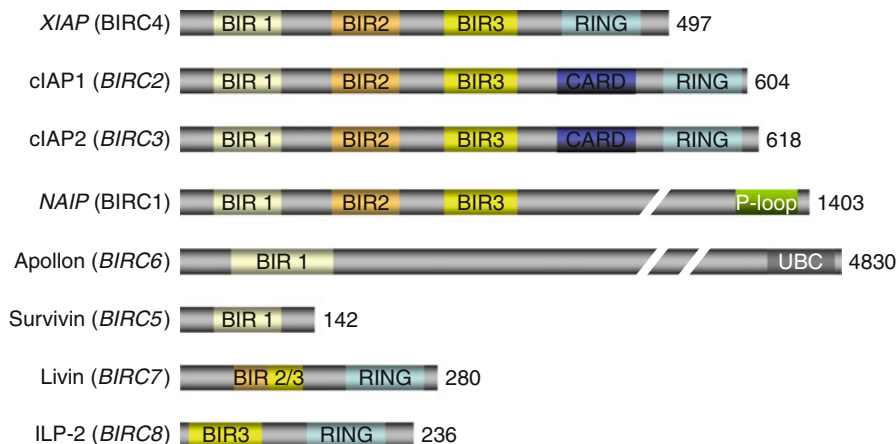 XIAP (BIRC4) BIR 1 BIR2 BIR3 RING 497
cIAP1 (BIRC2) BIR 1 BIR2 BIR3 CARD RING 604
cIAP2 (BIRC3) BIR 1 BIR2 BIR3 CARD RING 618
NAIP (BIRC1) BIR 1 BIR2 BIR3 P-loop 1403
Apollon (BIRC6) BIR 1 UBC 4830
Survivin (BIRC5) BIR 1 142
Livin (BIRC7) BIR 2/3 RING 280
ILP-2 (BIRC8) BIR3 RING 236